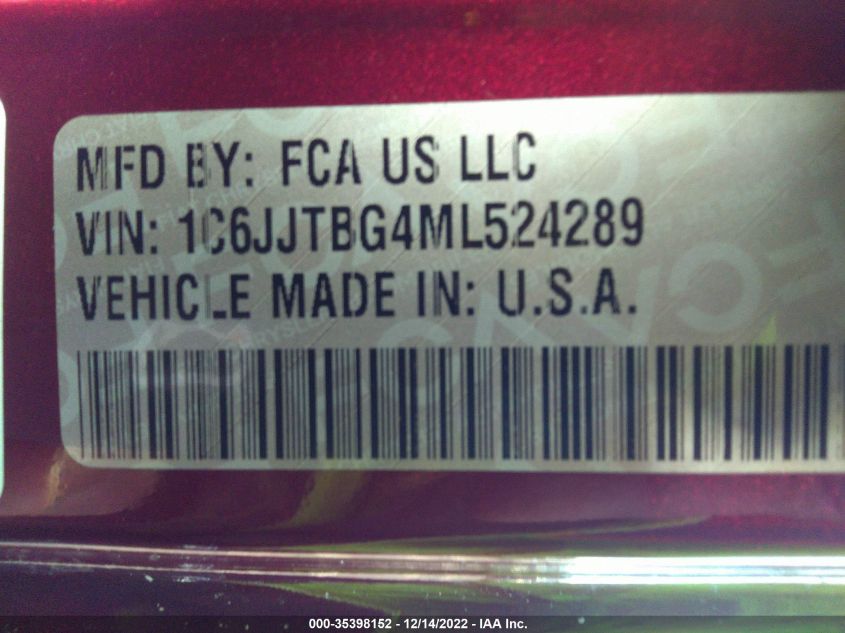 MFD BY: FCA US LLC
VIN: 1C6JJTBG4ML524289
VEHICLE MADE IN: U.S.A.
000-35398152 - 12/14/2022 - IAA Inc.